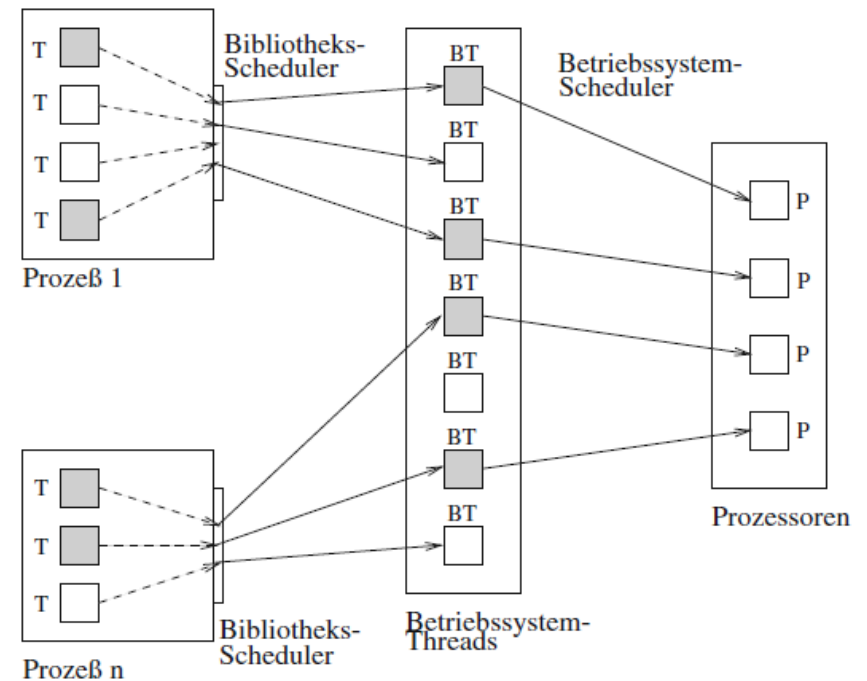 T
T
T
T
Prozeß 1
Bibliotheks-
Scheduler
T
T
T
Prozeß n
Bibliotheks-
Scheduler
BT
BT
BT
BT
BT
BT
BT
Betriebssystem-
Threads
Betriebssystem-
Scheduler
P
P
P
P
Prozessoren